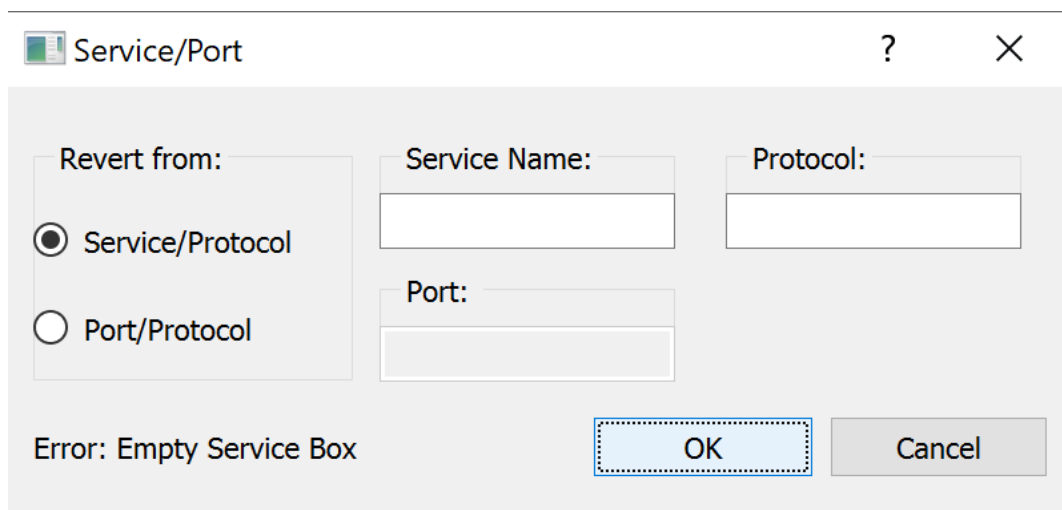 Service/Port
?
Revert from:
Service Name:
Protocol:
Service/Protocol
Port:
Port/Protocol
Error: Empty Service Box
OK
Cancel